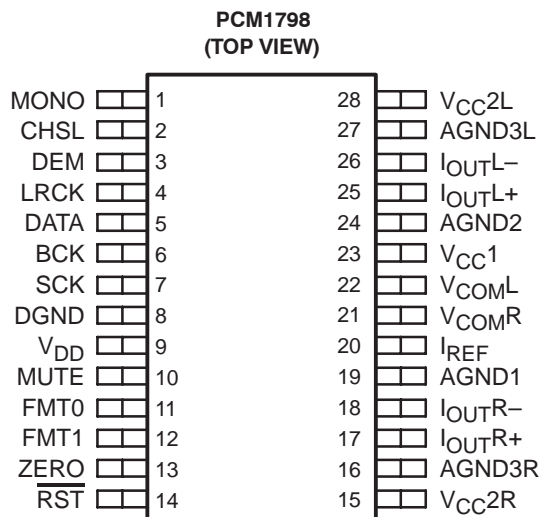 PCM1798
(TOP VIEW)
MONO 1 28 VCC2L
CHSL 2 27 AGND3L
DEM 3 26 IOUTL–
LRCK 4 25 IOUTL+
DATA 5 24 AGND2
BCK 6 23 VCC1
SCK 7 22 VCOML
DGND 8 21 VCOMR
VDD 9 20 IREF
MUTE 10 19 AGND1
FMT0 11 18 IOUTR–
FMT1 12 17 IOUTR+
ZERO 13 16 AGND3R
R̅S̅T̅ 14 15 VCC2R